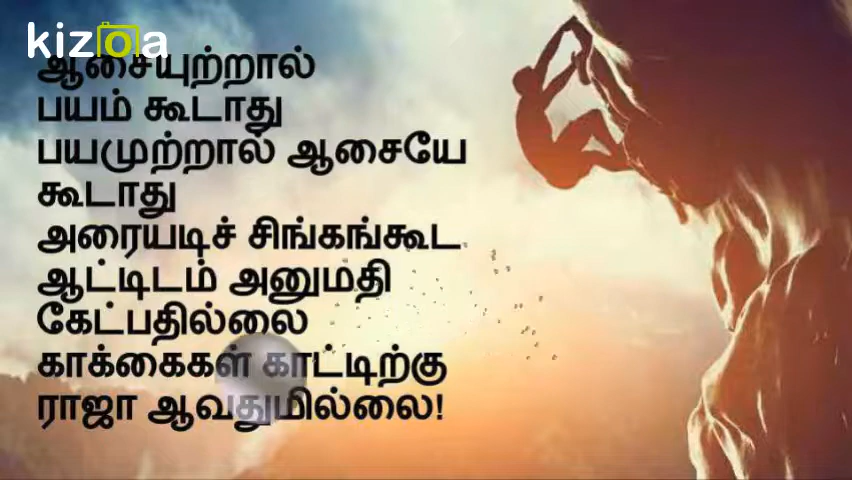 kizoa
ஆசையுற்றால்
பயம் கூடாது
பயமுற்றால் ஆசையே
கூடாது
அரையடிச் சிங்கங்கூட
ஆட்டிடம் அனுமதி
கேட்பதில்லை
காக்கைகள் காட்டிற்கு
ராஜா ஆவதுமில்லை!